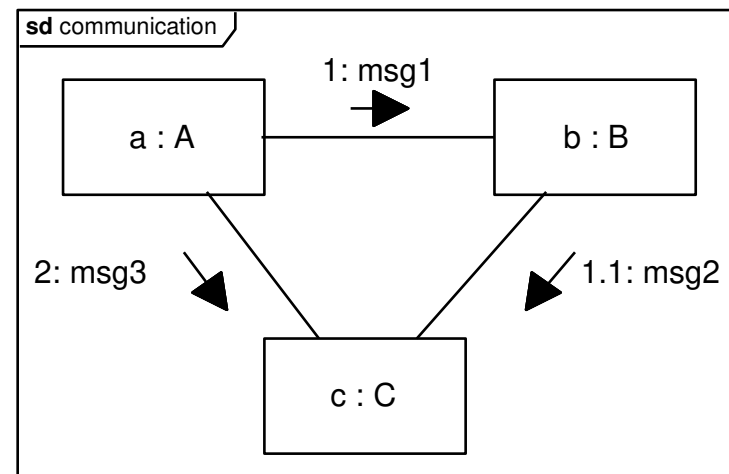 sd communication
1: msg1
a : A
b : B
2: msg3
1.1: msg2
c : C